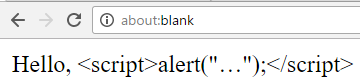 about:blank
Hello, <script>alert("…");</script>